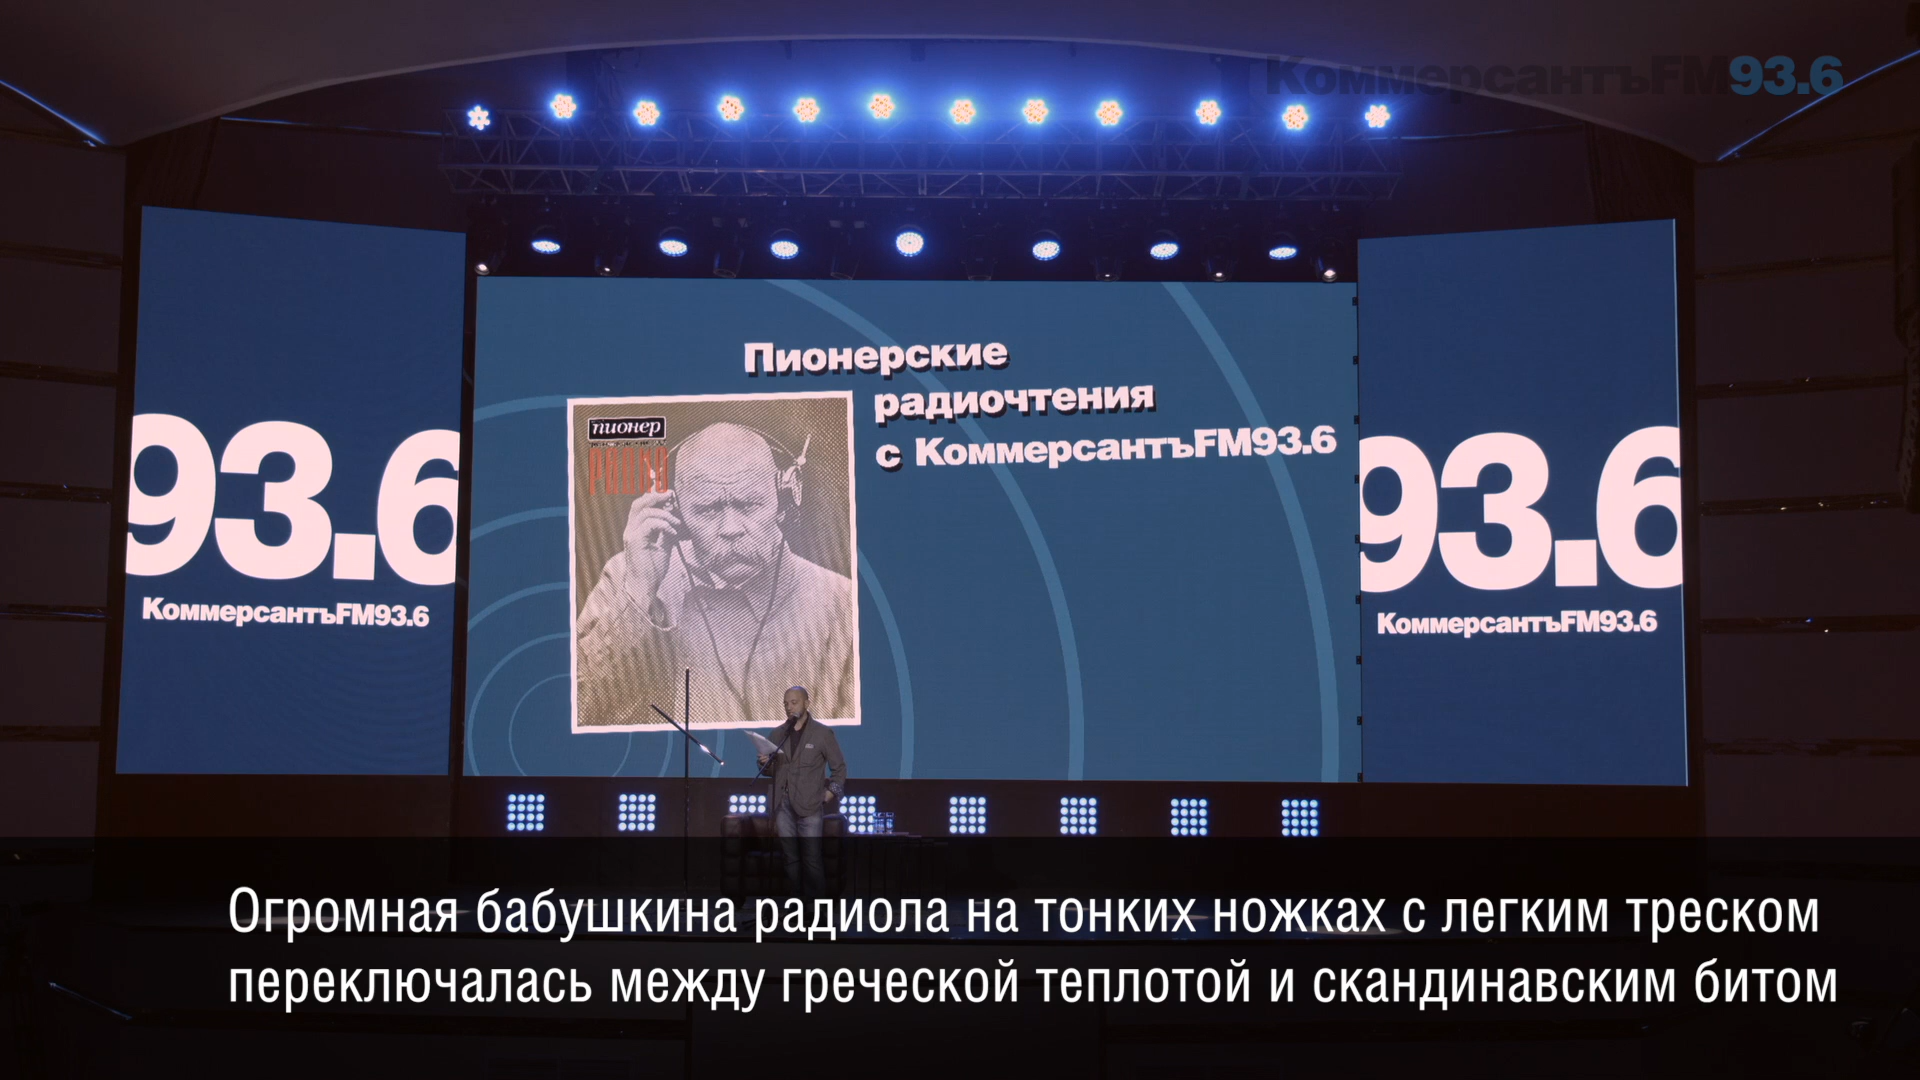 КоммерсантъFM93.6
Пионерские
радиочтения
с КоммерсантъFM93.6
пионер
РАДИО
93.6
КоммерсантъFM93.6
93.6
КоммерсантъFM93.6
Огромная бабушкина радиола на тонких ножках с легким треском
переключалась между греческой теплотой и скандинавским битом